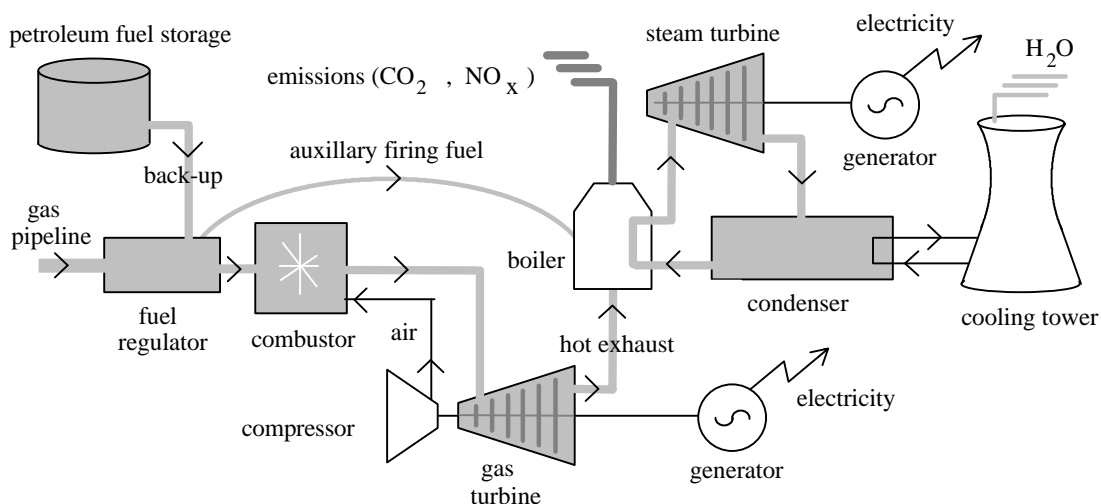 petroleum fuel storage
back-up
gas
pipeline
fuel
regulator
auxillary firing fuel
combustor
air
compressor
gas
turbine
hot exhaust
boiler
emissions (CO2 , NOx )
steam turbine
electricity
generator
condenser
H2O
cooling tower
electricity
generator